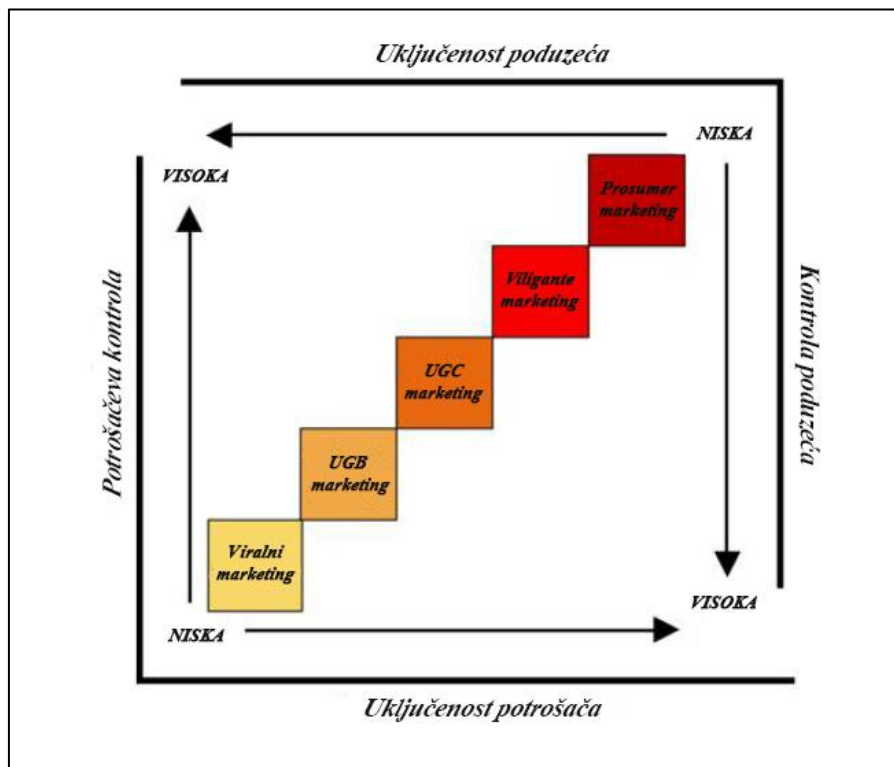 Uključenost poduzeća
NISKA
VISOKA
Prosumer
marketing
Viligante
marketing
Potrošačeva kontrola
Kontrola poduzeća
UGC
marketing
UGB
marketing
Viralni
marketing
VISOKA
NISKA
Uključenost potrošača